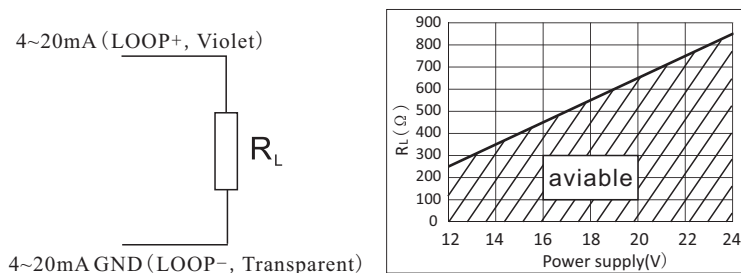 4~20mA (LOOP+, Violet)
RL
4~20mA GND (LOOP−, Transparent)
RL(Ω)
900
800
700
600
500
400
300
200
100
0
aviable
12 14 16 18 20 22 24
Power supply(V)